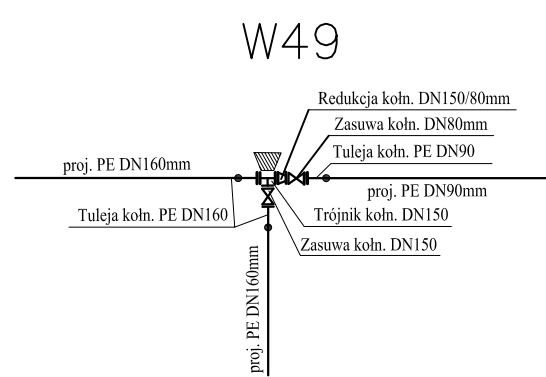 W49
Redukcja kołn. DN150/80mm
Zasuwa kołn. DN80mm
Tuleja kołn. PE DN90
proj. PE DN160mm
proj. PE DN90mm
Tuleja kołn. PE DN160
Trójnik kołn. DN150
Zasuwa kołn. DN150
proj. PE DN160mm